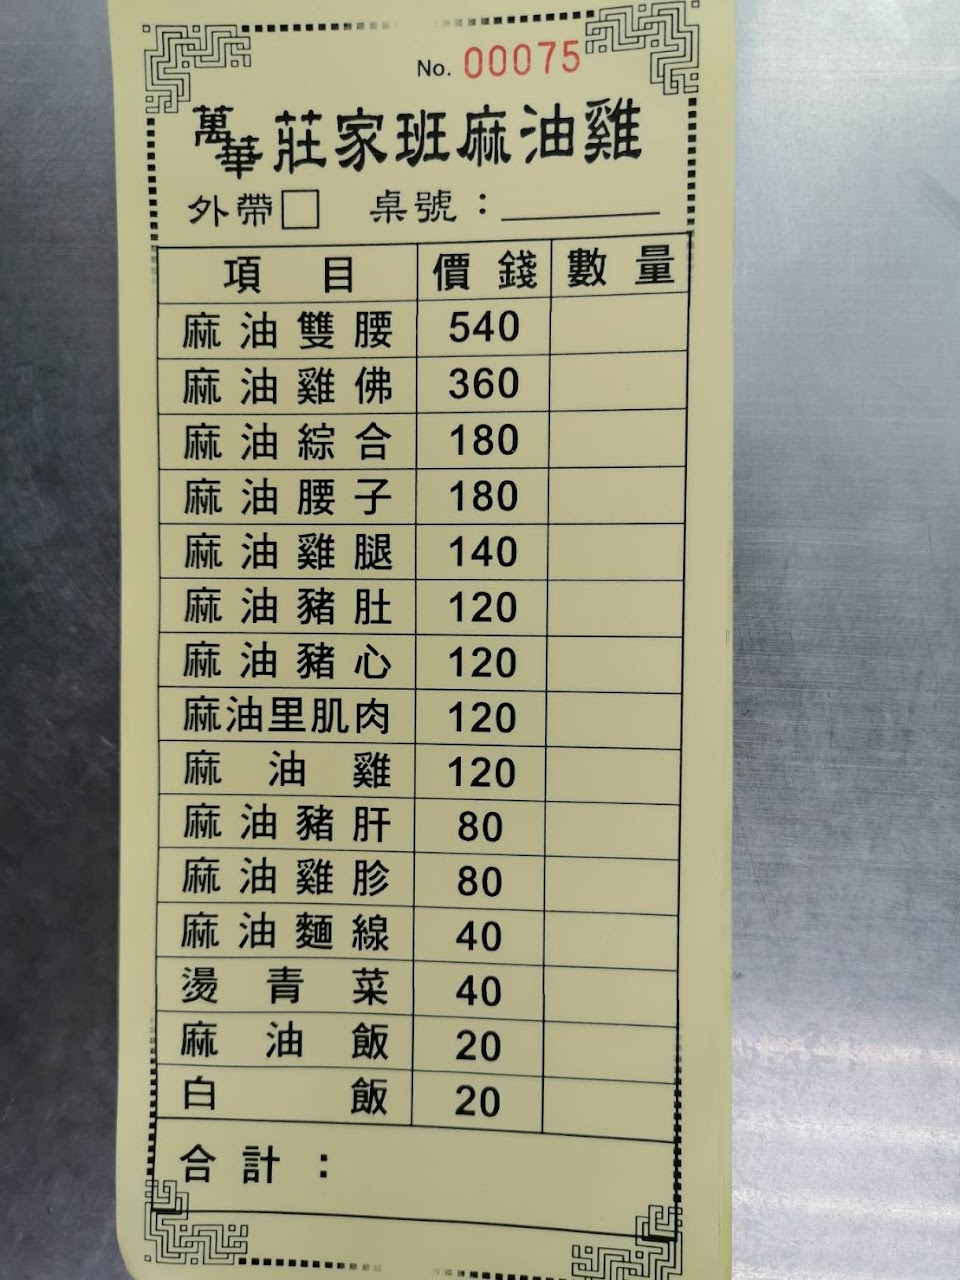 No. 00075
萬華 莊家班麻油雞
外帶□ 桌號：
項目 價錢 數量
麻油雙腰 540
麻油雞佛 360
麻油綜合 180
麻油腰子 180
麻油雞腿 140
麻油豬肚 120
麻油豬心 120
麻油里肌肉 120
麻油雞 120
麻油豬肝 80
麻油雞胗 80
麻油麵線 40
燙青菜 40
麻油飯 20
白飯 20
合計：